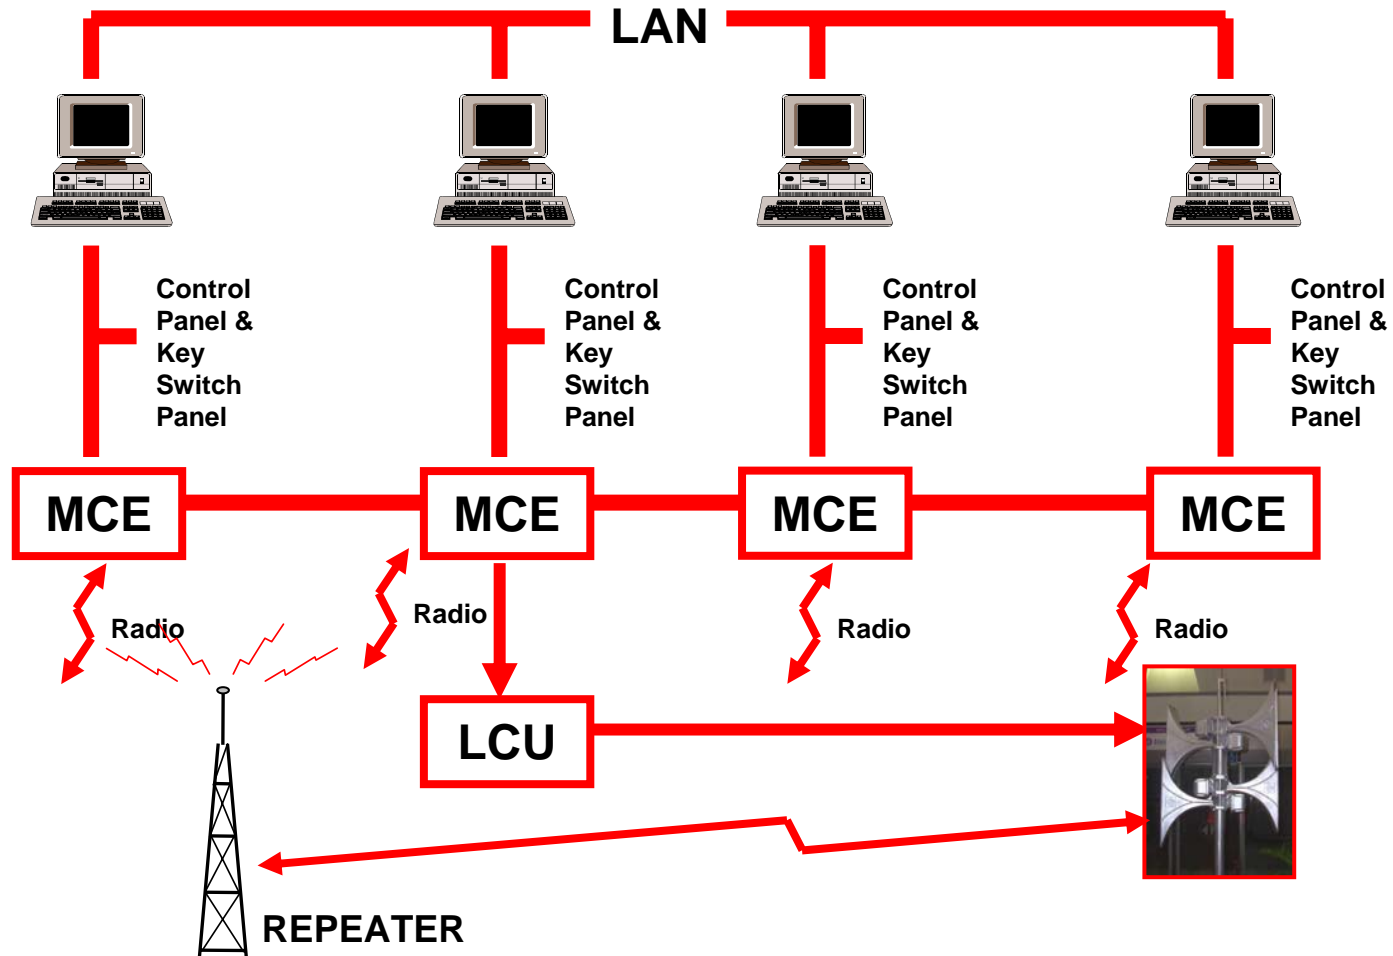 LAN
Control
Panel &
Key
Switch
Panel
Control
Panel &
Key
Switch
Panel
Control
Panel &
Key
Switch
Panel
Control
Panel &
Key
Switch
Panel
MCE
MCE
MCE
MCE
Radio
Radio
Radio
Radio
LCU
REPEATER